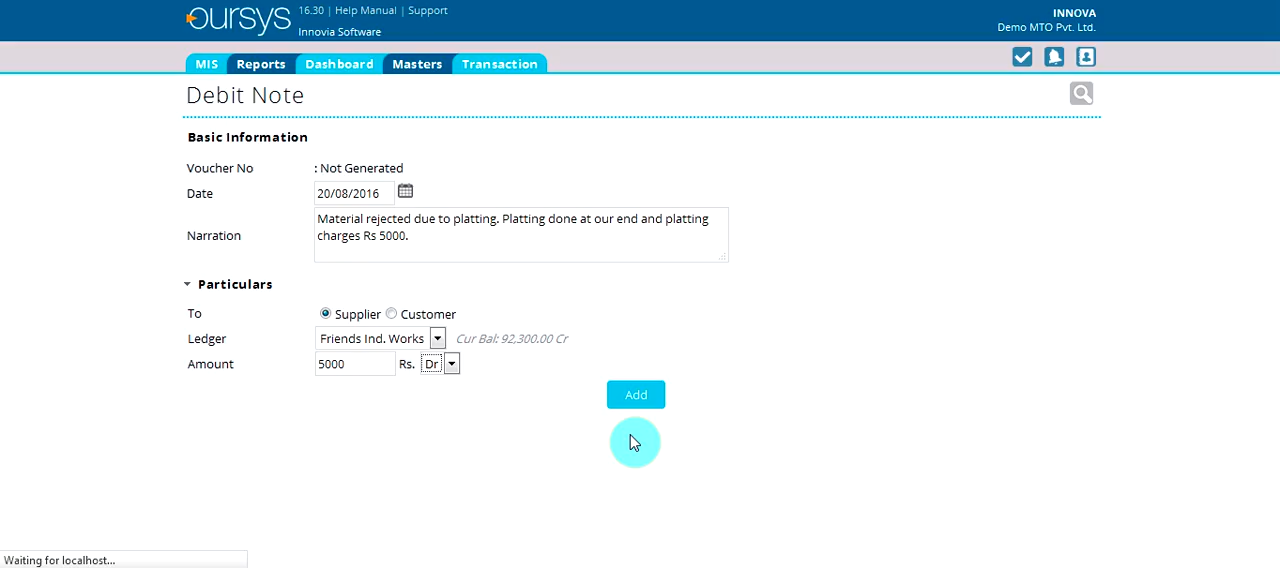 oursys
16.30 | Help Manual | Support
Innovia Software
INNOVA
Demo MTO Pvt. Ltd.
MIS Reports Dashboard Masters Transaction
Debit Note
Basic Information
Voucher No : Not Generated
Date 20/08/2016
Narration
Material rejected due to platting. Platting done at our end and platting
charges Rs 5000.
Particulars
To Supplier Customer
Ledger Friends Ind. Works Cur Bal: 92,300.00 Cr
Amount 5000 Rs. Dr
Add
Waiting for localhost...